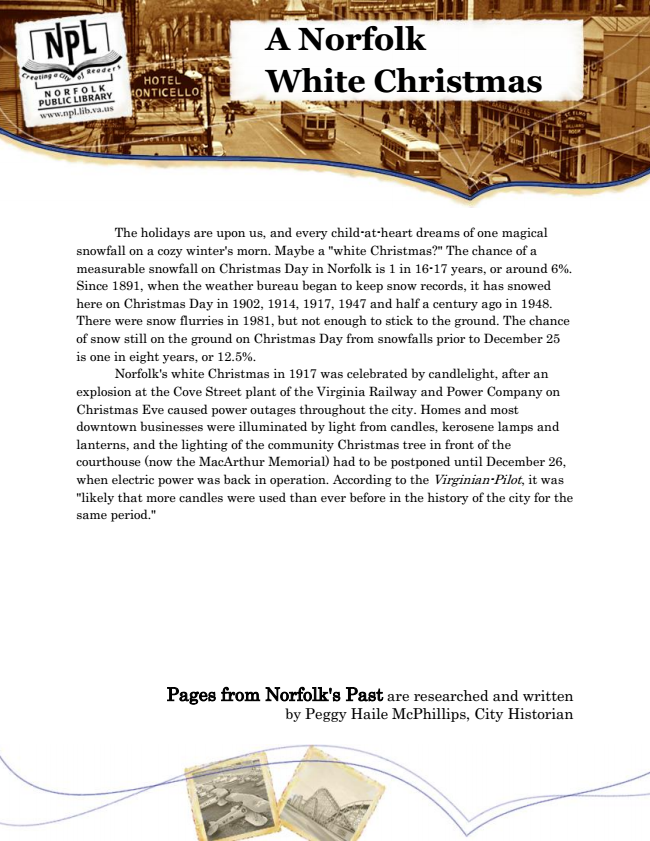 NPL
Creating a City of Readers
NORFOLK
PUBLIC LIBRARY
www.npl.lib.va.us
HOTEL
MONTICELLO
A Norfolk
White Christmas
The holidays are upon us, and every child-at-heart dreams of one magical
snowfall on a cozy winter's morn. Maybe a "white Christmas?" The chance of a
measurable snowfall on Christmas Day in Norfolk is 1 in 16-17 years, or around 6%.
Since 1891, when the weather bureau began to keep snow records, it has snowed
here on Christmas Day in 1902, 1914, 1917, 1947 and half a century ago in 1948.
There were snow flurries in 1981, but not enough to stick to the ground. The chance
of snow still on the ground on Christmas Day from snowfalls prior to December 25
is one in eight years, or 12.5%.
Norfolk's white Christmas in 1917 was celebrated by candlelight, after an
explosion at the Cove Street plant of the Virginia Railway and Power Company on
Christmas Eve caused power outages throughout the city. Homes and most
downtown businesses were illuminated by light from candles, kerosene lamps and
lanterns, and the lighting of the community Christmas tree in front of the
courthouse (now the MacArthur Memorial) had to be postponed until December 26,
when electric power was back in operation. According to the Virginian-Pilot, it was
"likely that more candles were used than ever before in the history of the city for the
same period."
Pages from Norfolk's Past are researched and written
by Peggy Haile McPhillips, City Historian